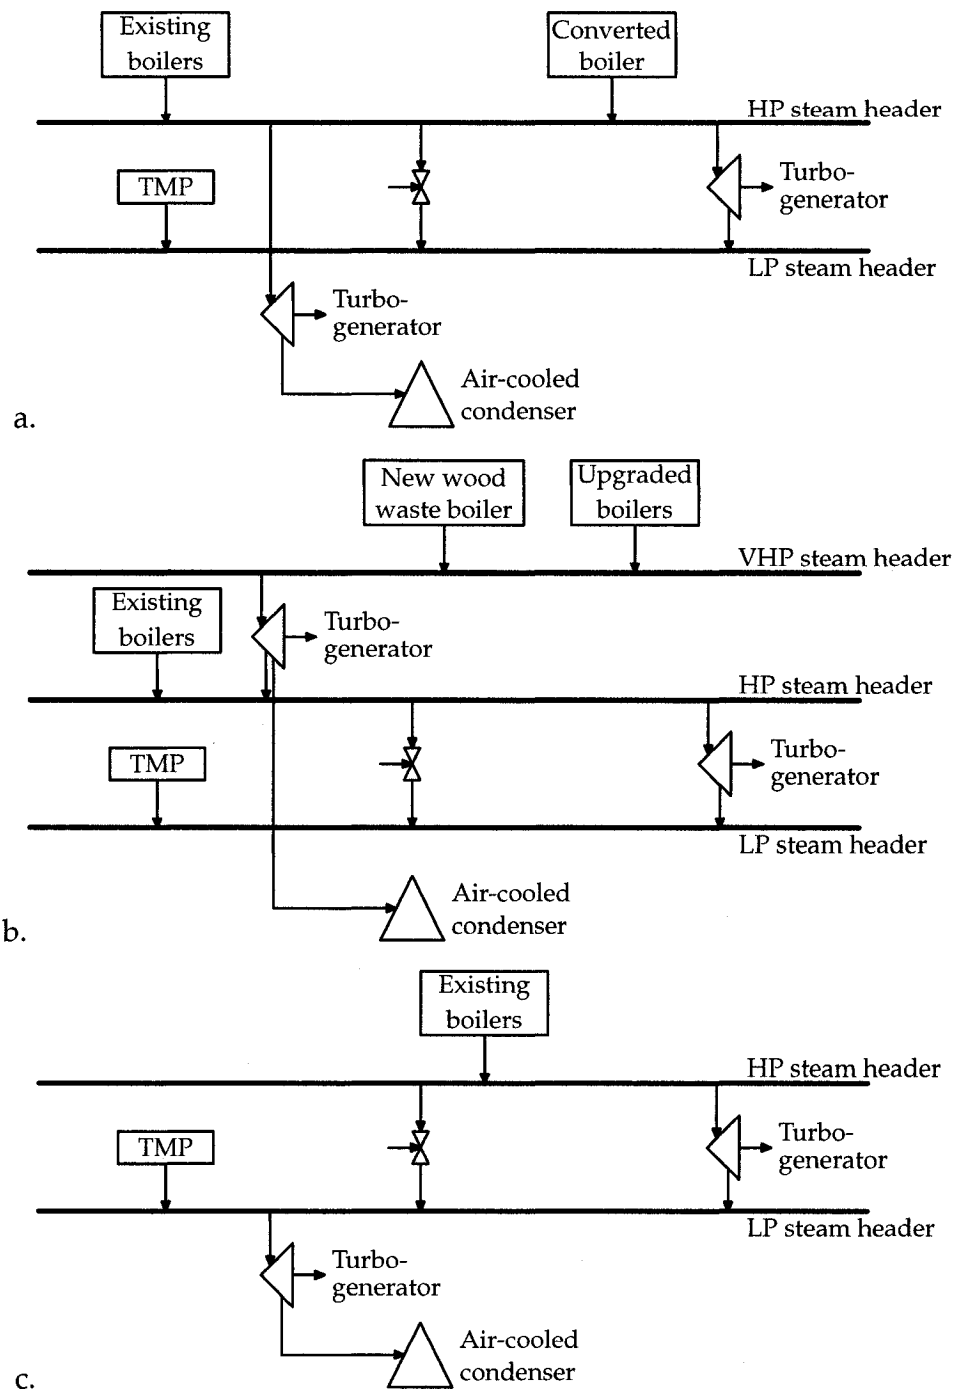 Existing
boilers
Converted
boiler
HP steam header
TMP
Turbo-
generator
LP steam header
Turbo-
generator
Air-cooled
condenser
a.
New wood
waste boiler
Upgraded
boilers
VHP steam header
Existing
boilers
Turbo-
generator
HP steam header
TMP
Turbo-
generator
LP steam header
Air-cooled
condenser
b.
Existing
boilers
HP steam header
TMP
Turbo-
generator
LP steam header
Turbo-
generator
Air-cooled
condenser
c.